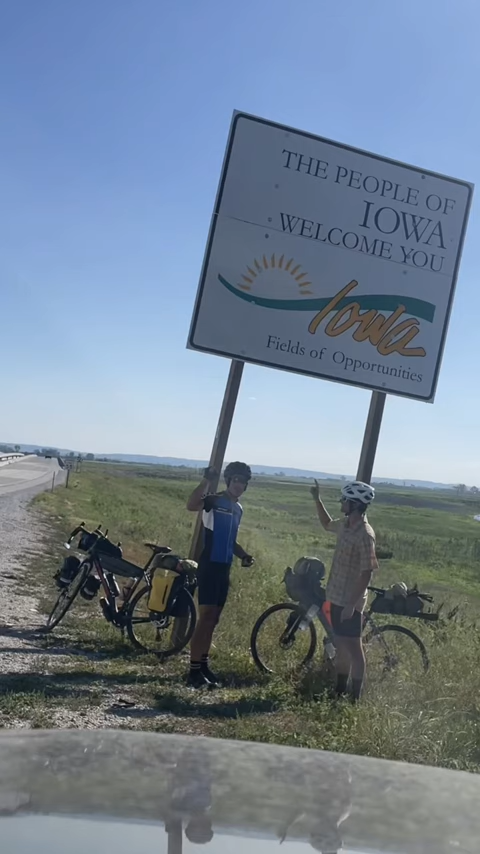 THE PEOPLE OF
IOWA
WELCOME YOU
Iowa
Fields of Opportunities